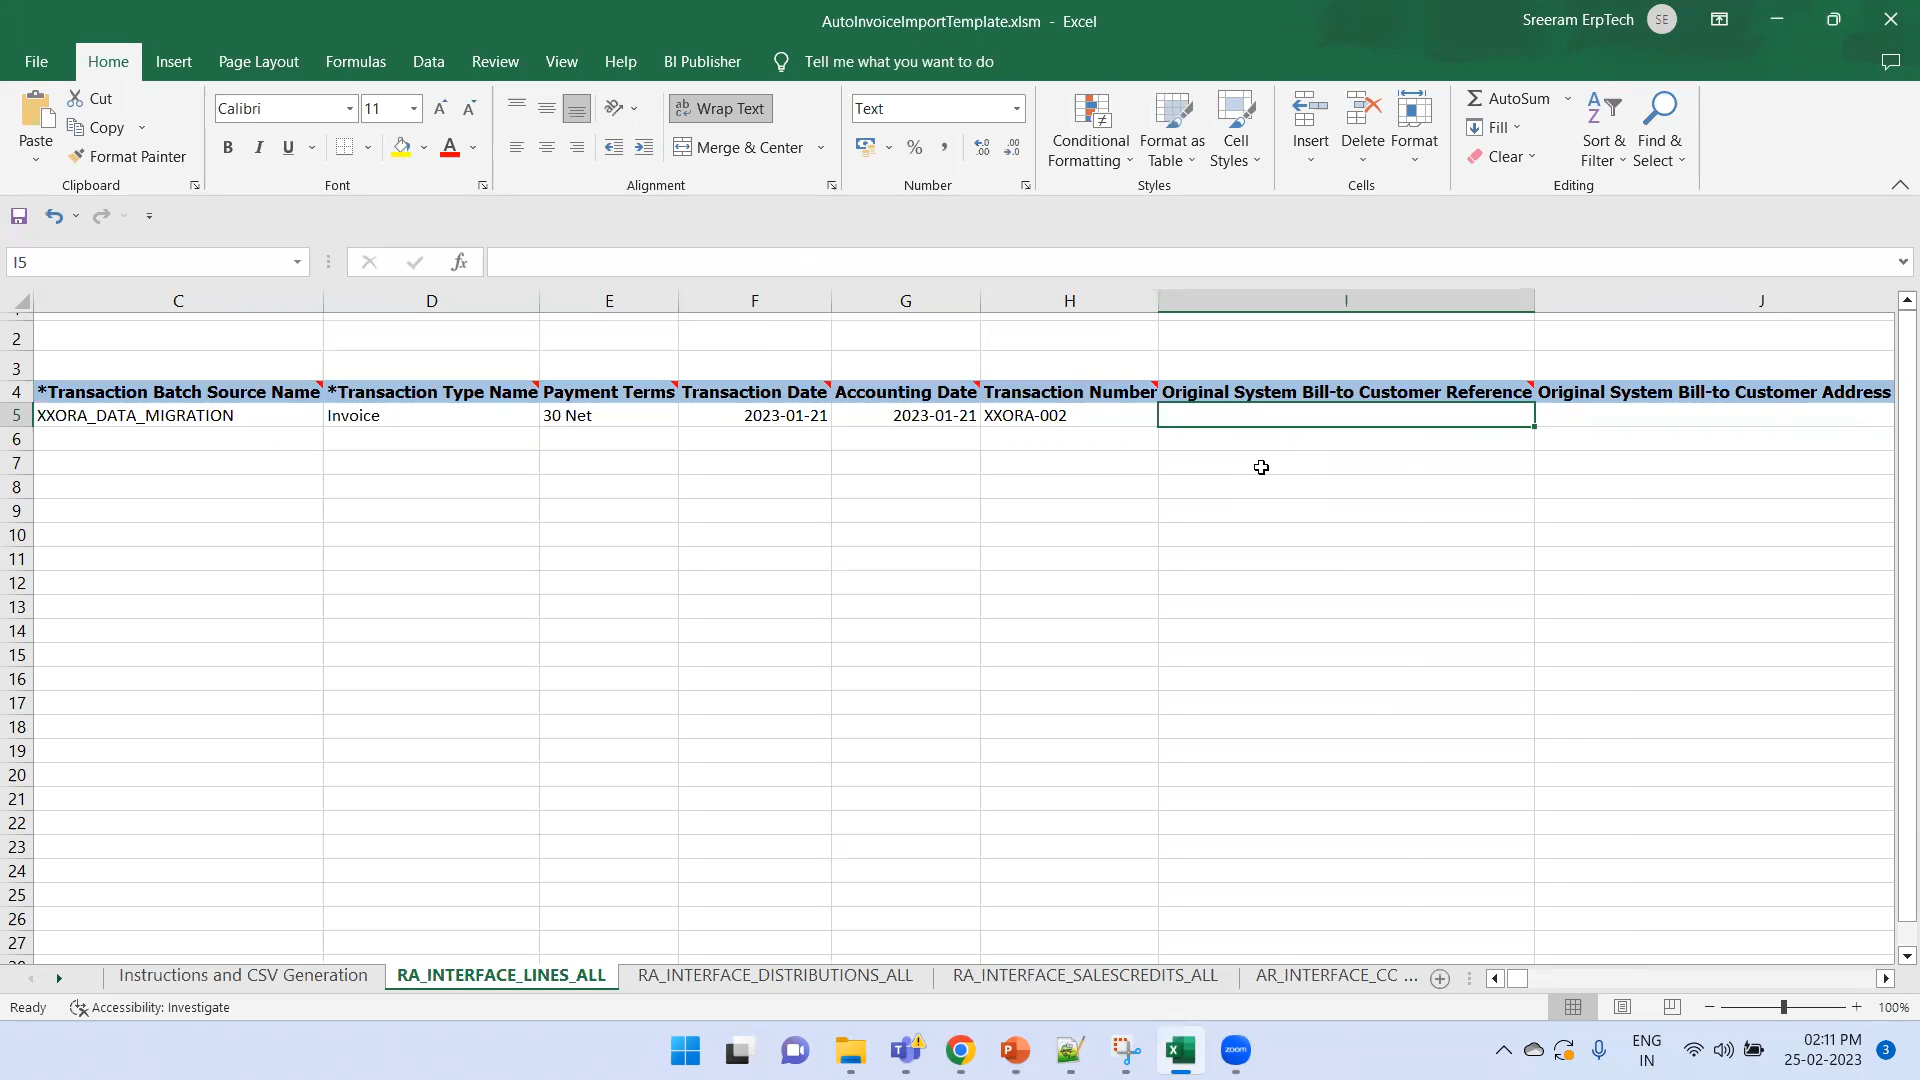 AutoInvoiceImportTemplate.xlsm - Excel
Sreeram ErpTech
SE
File Home Insert Page Layout Formulas Data Review View Help BI Publisher Tell me what you want to do
Paste
Cut
Copy
Format Painter
Clipboard
Calibri 11
B I U A
Font
Wrap Text
Merge & Center
Alignment
Text
Number
Conditional Formatting
Format as Table
Cell Styles
Styles
Insert
Delete
Format
Cells
AutoSum
Fill
Clear
Sort & Filter
Find & Select
Editing
I5
fx
C D E F G H I J
2
3
4 *Transaction Batch Source Name *Transaction Type Name Payment Terms Transaction Date Accounting Date Transaction Number Original System Bill-to Customer Reference Original System Bill-to Customer Address
5 XXORA_DATA_MIGRATION Invoice 30 Net 2023-01-21 2023-01-21 XXORA-002
6
7
8
9
10
11
12
13
14
15
16
17
18
19
20
21
22
23
24
25
26
27
Instructions and CSV Generation RA_INTERFACE_LINES_ALL RA_INTERFACE_DISTRIBUTIONS_ALL RA_INTERFACE_SALESCREDITS_ALL AR_INTERFACE_CC ...
Ready Accessibility: Investigate 100%
zoom
ENG
IN
02:11 PM
25-02-2023
3